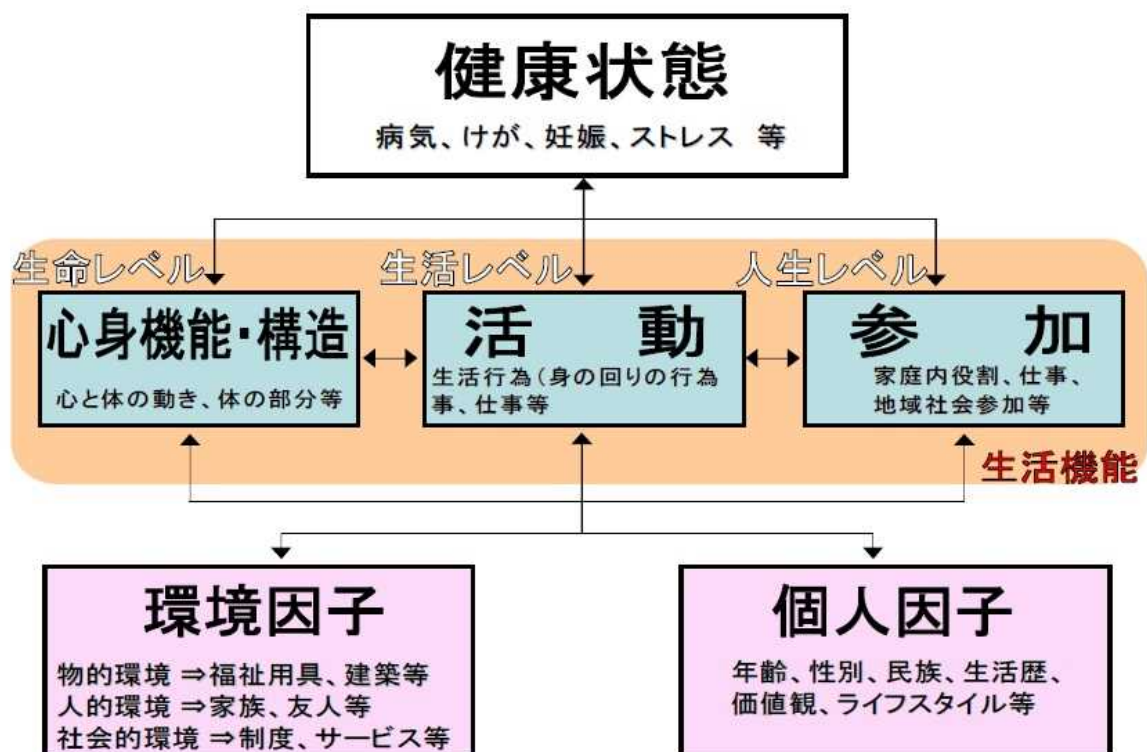 健康状態
病気、けが、妊娠、ストレス 等
生命レベル
生活レベル
人生レベル
心身機能・構造
心と体の動き、体の部分等
活 動
生活行為(身の回りの行為
事、仕事等
参 加
家庭内役割、仕事、
地域社会参加等
生活機能
環境因子
物的環境 ⇒福祉用具、建築等
人的環境 ⇒家族、友人等
社会的環境 ⇒制度、サービス等
個人因子
年齢、性別、民族、生活歴、
価値観、ライフスタイル等